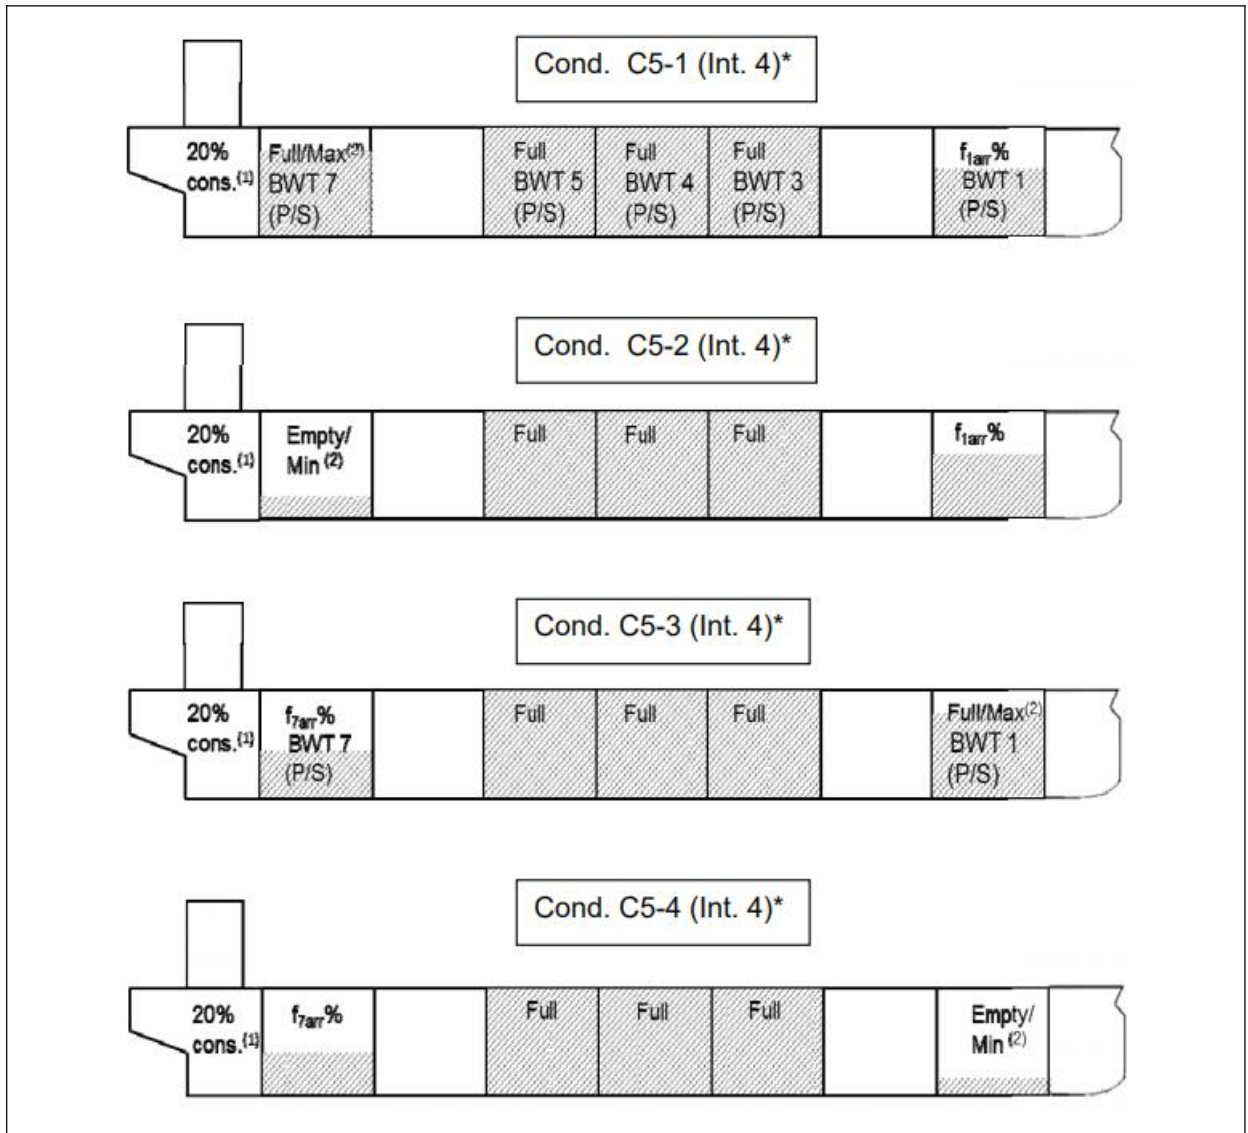 Cond. C5-1 (Int. 4)*
20%
cons.(1)
Full/Max(2)
BWT 7
(P/S)
Full
BWT 5
(P/S)
Full
BWT 4
(P/S)
Full
BWT 3
(P/S)
f1arr%
BWT 1
(P/S)
Cond. C5-2 (Int. 4)*
20%
cons.(1)
Empty/
Min (2)
Full
Full
Full
f1arr%
Cond. C5-3 (Int. 4)*
20%
cons.(1)
f7arr%
BWT 7
(P/S)
Full
Full
Full
Full/Max(2)
BWT 1
(P/S)
Cond. C5-4 (Int. 4)*
20%
cons.(1)
f7arr%
Full
Full
Full
Empty/
Min (2)